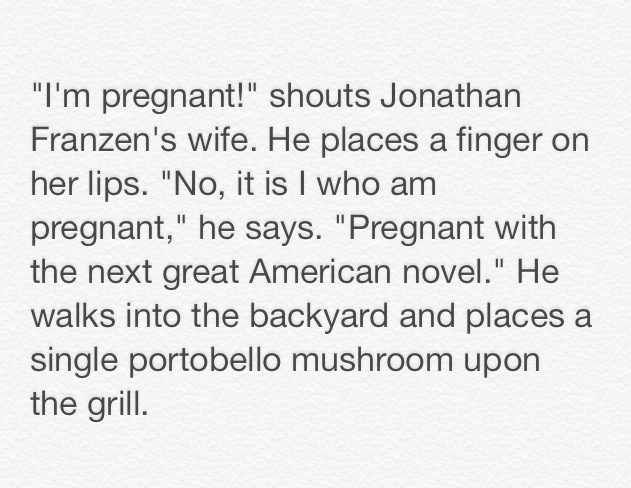 "I'm pregnant!" shouts Jonathan
Franzen's wife. He places a finger on
her lips. "No, it is I who am
pregnant," he says. "Pregnant with
the next great American novel." He
walks into the backyard and places a
single portobello mushroom upon
the grill.